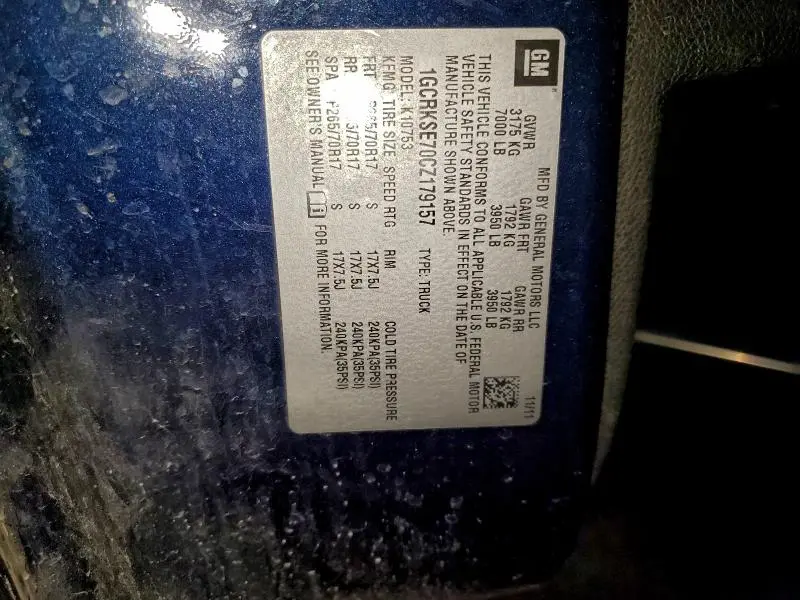 GM
MFD BY GENERAL MOTORS LLC 11/11
GVWR GAWR FRT GAWR RR
3175 KG 1792 KG 1792 KG
7000 LB 3950 LB 3950 LB
THIS VEHICLE CONFORMS TO ALL APPLICABLE U.S. FEDERAL MOTOR
VEHICLE SAFETY STANDARDS IN EFFECT ON THE DATE OF
MANUFACTURE SHOWN ABOVE.
1GCRKSE70CZ179157 TYPE: TRUCK
MODEL: K10753
KFMG TIRE SIZE SPEED RTG RIM COLD TIRE PRESSURE
FRT S 17X7.5J 240KPA(35PSI)
RR S 17X7.5J 240KPA(35PSI)
SPA P265/70R17 S 17X7.5J 240KPA(35PSI)
SEE OWNER'S MANUAL FOR MORE INFORMATION.